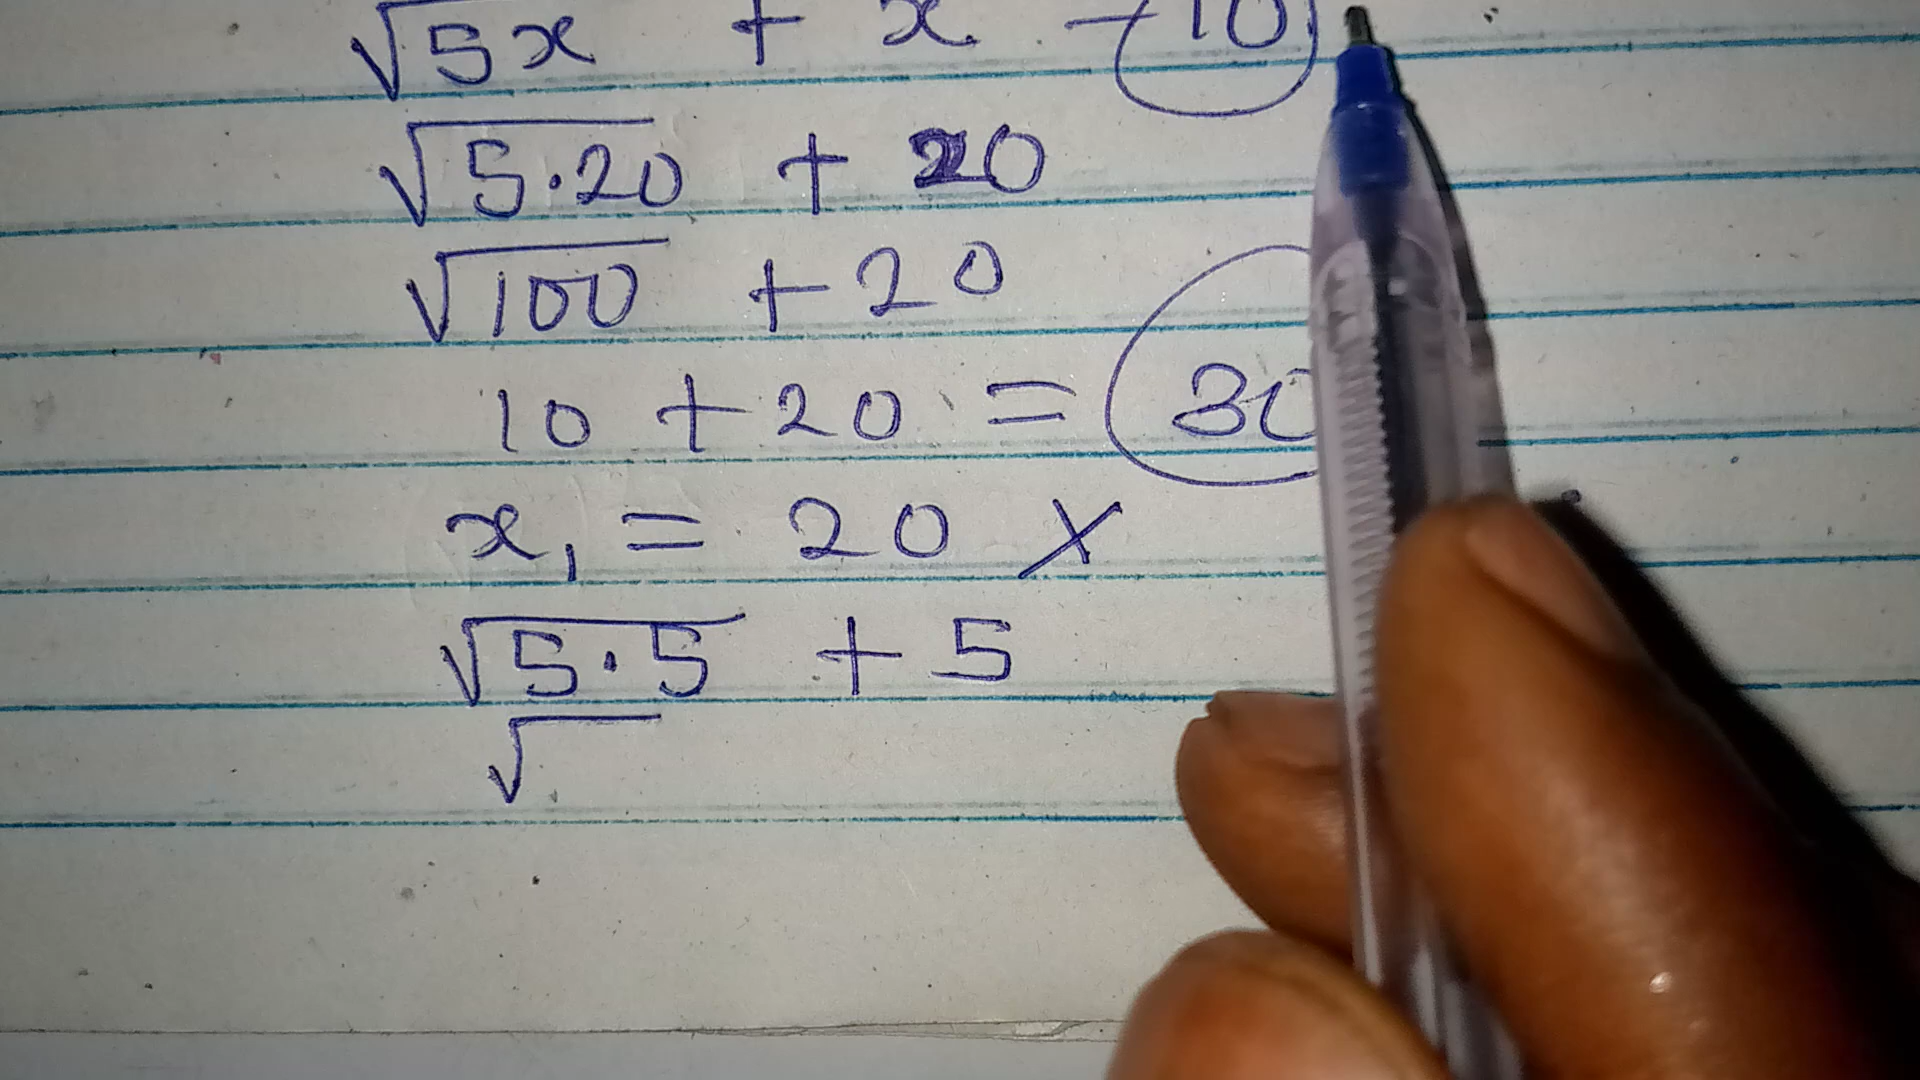 √5x + x = 10
√5·20 + 20
√100 + 20
10 + 20 = 30
x₁ = 20 ✗
√5·5 + 5
√